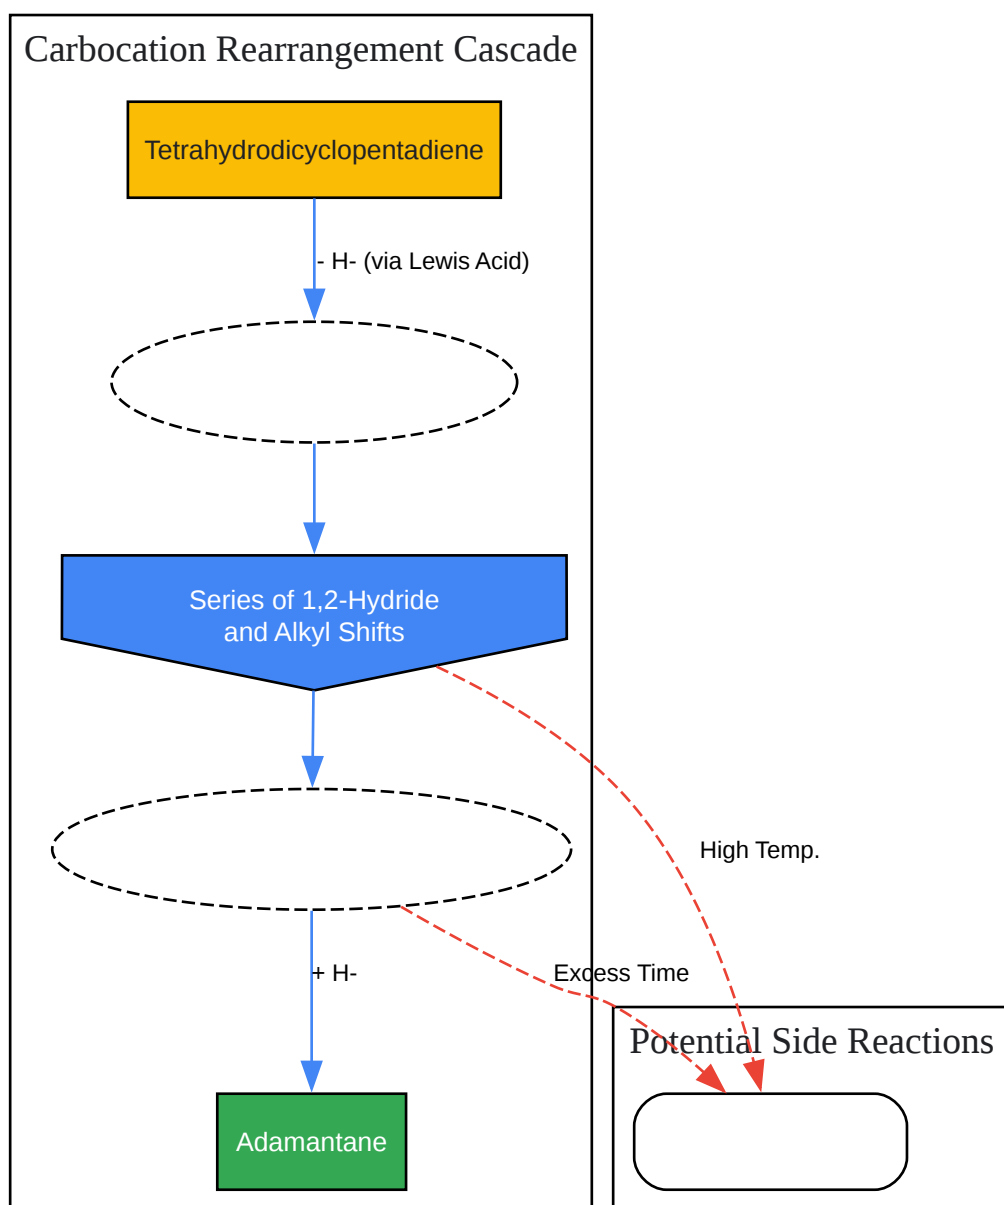 Carbocation Rearrangement Cascade
Tetrahydrodicyclopentadiene
- H- (via Lewis Acid)
Series of 1,2-Hydride
and Alkyl Shifts
High Temp.
+ H-
Excess Time
Potential Side Reactions
Adamantane